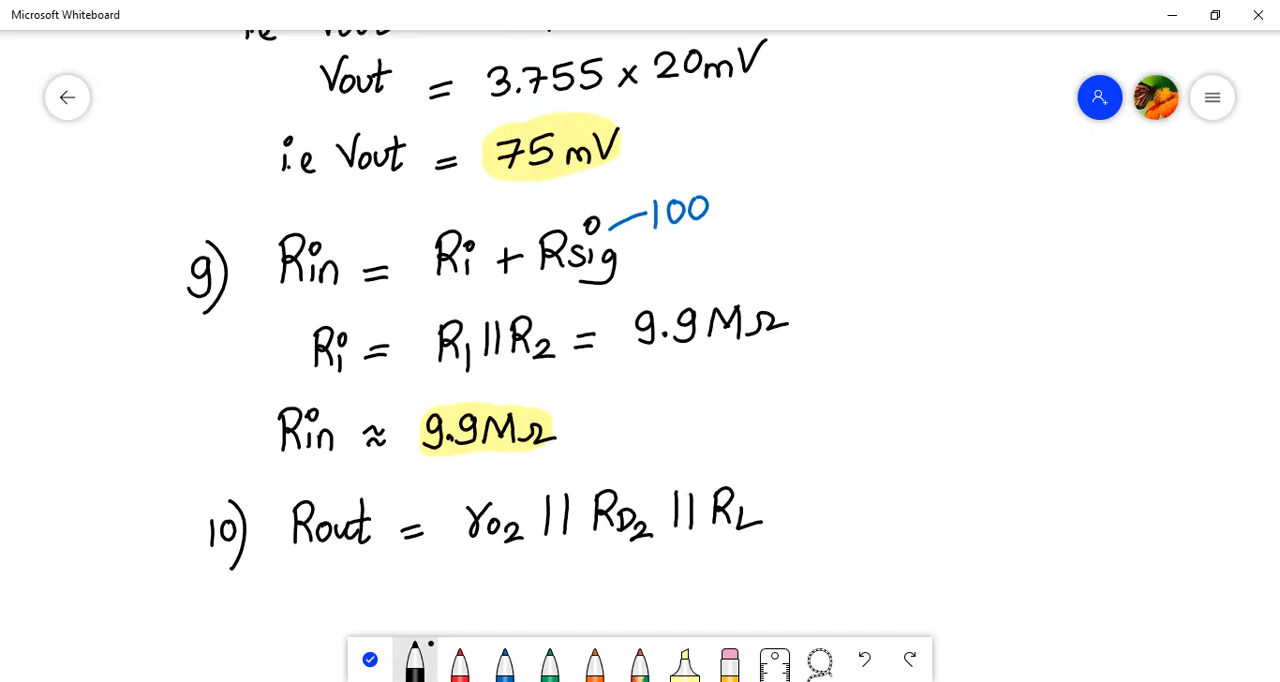 Microsoft Whiteboard
Vout = 3.755 x 20mV
i.e Vout = 75 mV
9) Rin = Ri + Rsig 100
Ri = R1 || R2 = 9.9 MΩ
Rin ≈ 9.9MΩ
10) Rout = ro2 || RD2 || RL